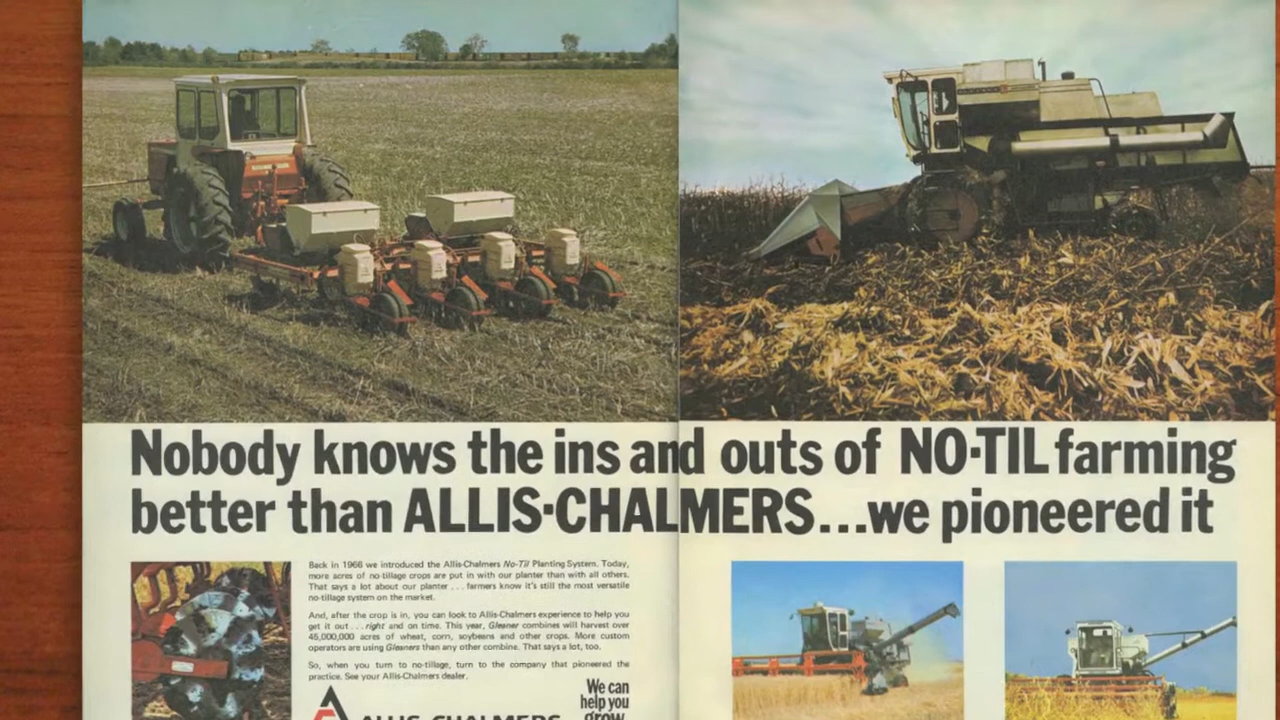 Nobody knows the ins and outs of NO-TIL farming
better than ALLIS-CHALMERS...we pioneered it
Back in 1966 we introduced the Allis-Chalmers No-Til Planting System. Today,
more acres of no-tillage crops are put in with our planter than with all others.
That says a lot about our planter . . . farmers know it's still the most versatile
no-tillage system on the market.
And, after the crop is in, you can look to Allis-Chalmers experience to help you
get it out . . . right and on time. This year, Gleaner combines will harvest over
45,000,000 acres of wheat, corn, soybeans and other crops. More custom
operators are using Gleaners than any other combine. That says a lot, too.
So, when you turn to no-tillage, turn to the company that pioneered the
practice. See your Allis-Chalmers dealer.
We can
help you
grow
ALLIS-CHALMERS